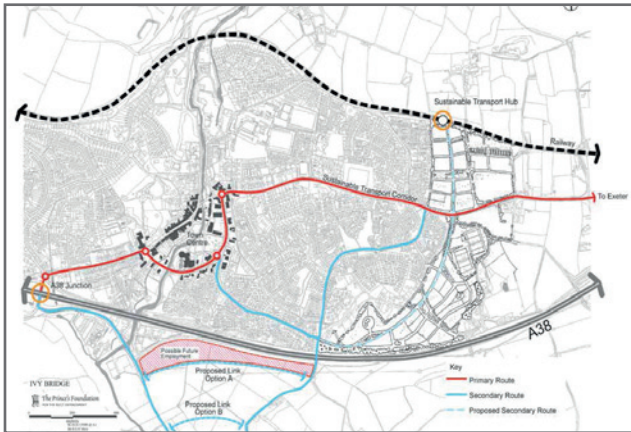 Sustainable Transport Hub
Railway
Sustainable Transport Corridor
To Exeter
Town
Centre
A38 Junction
A38
Possible Future
Employment
Proposed Link
Option A
Proposed Link
Option B
Key
Primary Route
Secondary Route
Proposed Secondary Route
IVY BRIDGE
The Prince's Foundation